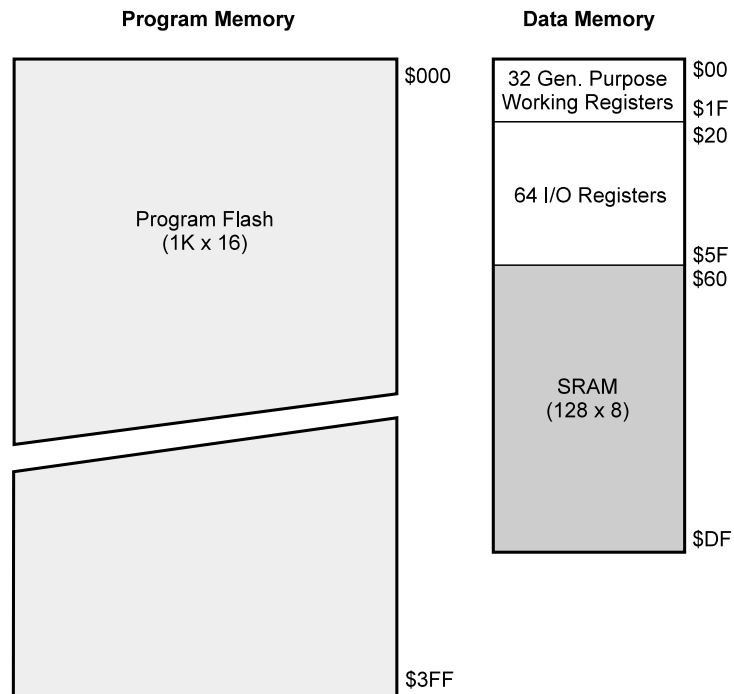 Program Memory
$000
Program Flash
(1K x 16)
$3FF
Data Memory
32 Gen. Purpose
Working Registers
$00
$1F
$20
64 I/O Registers
$5F
$60
SRAM
(128 x 8)
$DF